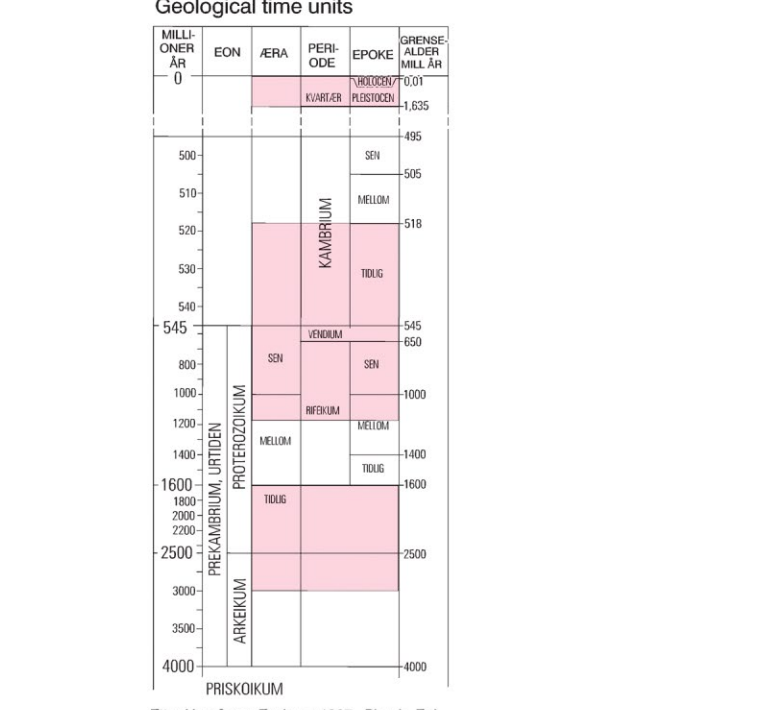 Geological time units
MILLI-
ONER
ÅR
EON
ÆRA
PERI-
ODE
EPOKE
GRENSE-
ALDER
MILL ÅR
0
HOLOCEN
0,01
KVARTÆR
PLEISTOCEN
1,635
495
500
SEN
505
510
MELLOM
518
520
KAMBRIUM
530
TIDLIG
540
545
545
VENDIUM
650
SEN
SEN
800
1000
1000
RIFEIKUM
1200
MELLOM
MELLOM
1400
1400
TIDLIG
1600
1600
TIDLIG
1800
2000
2200
2500
2500
PREKAMBRIUM, URTIDEN
PROTEROZOIKUM
3000
ARKEIKUM
3500
4000
4000
PRISKOIKUM